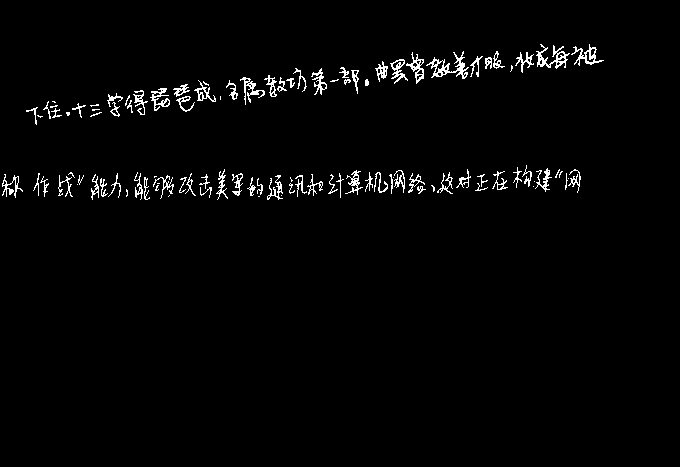 下住。十三学得琵琶成,名属教坊第一部。曲罢曾教善才服,妆成每被
称作战"能力,能够攻击美军的通讯和计算机网络、这对正在构建"网